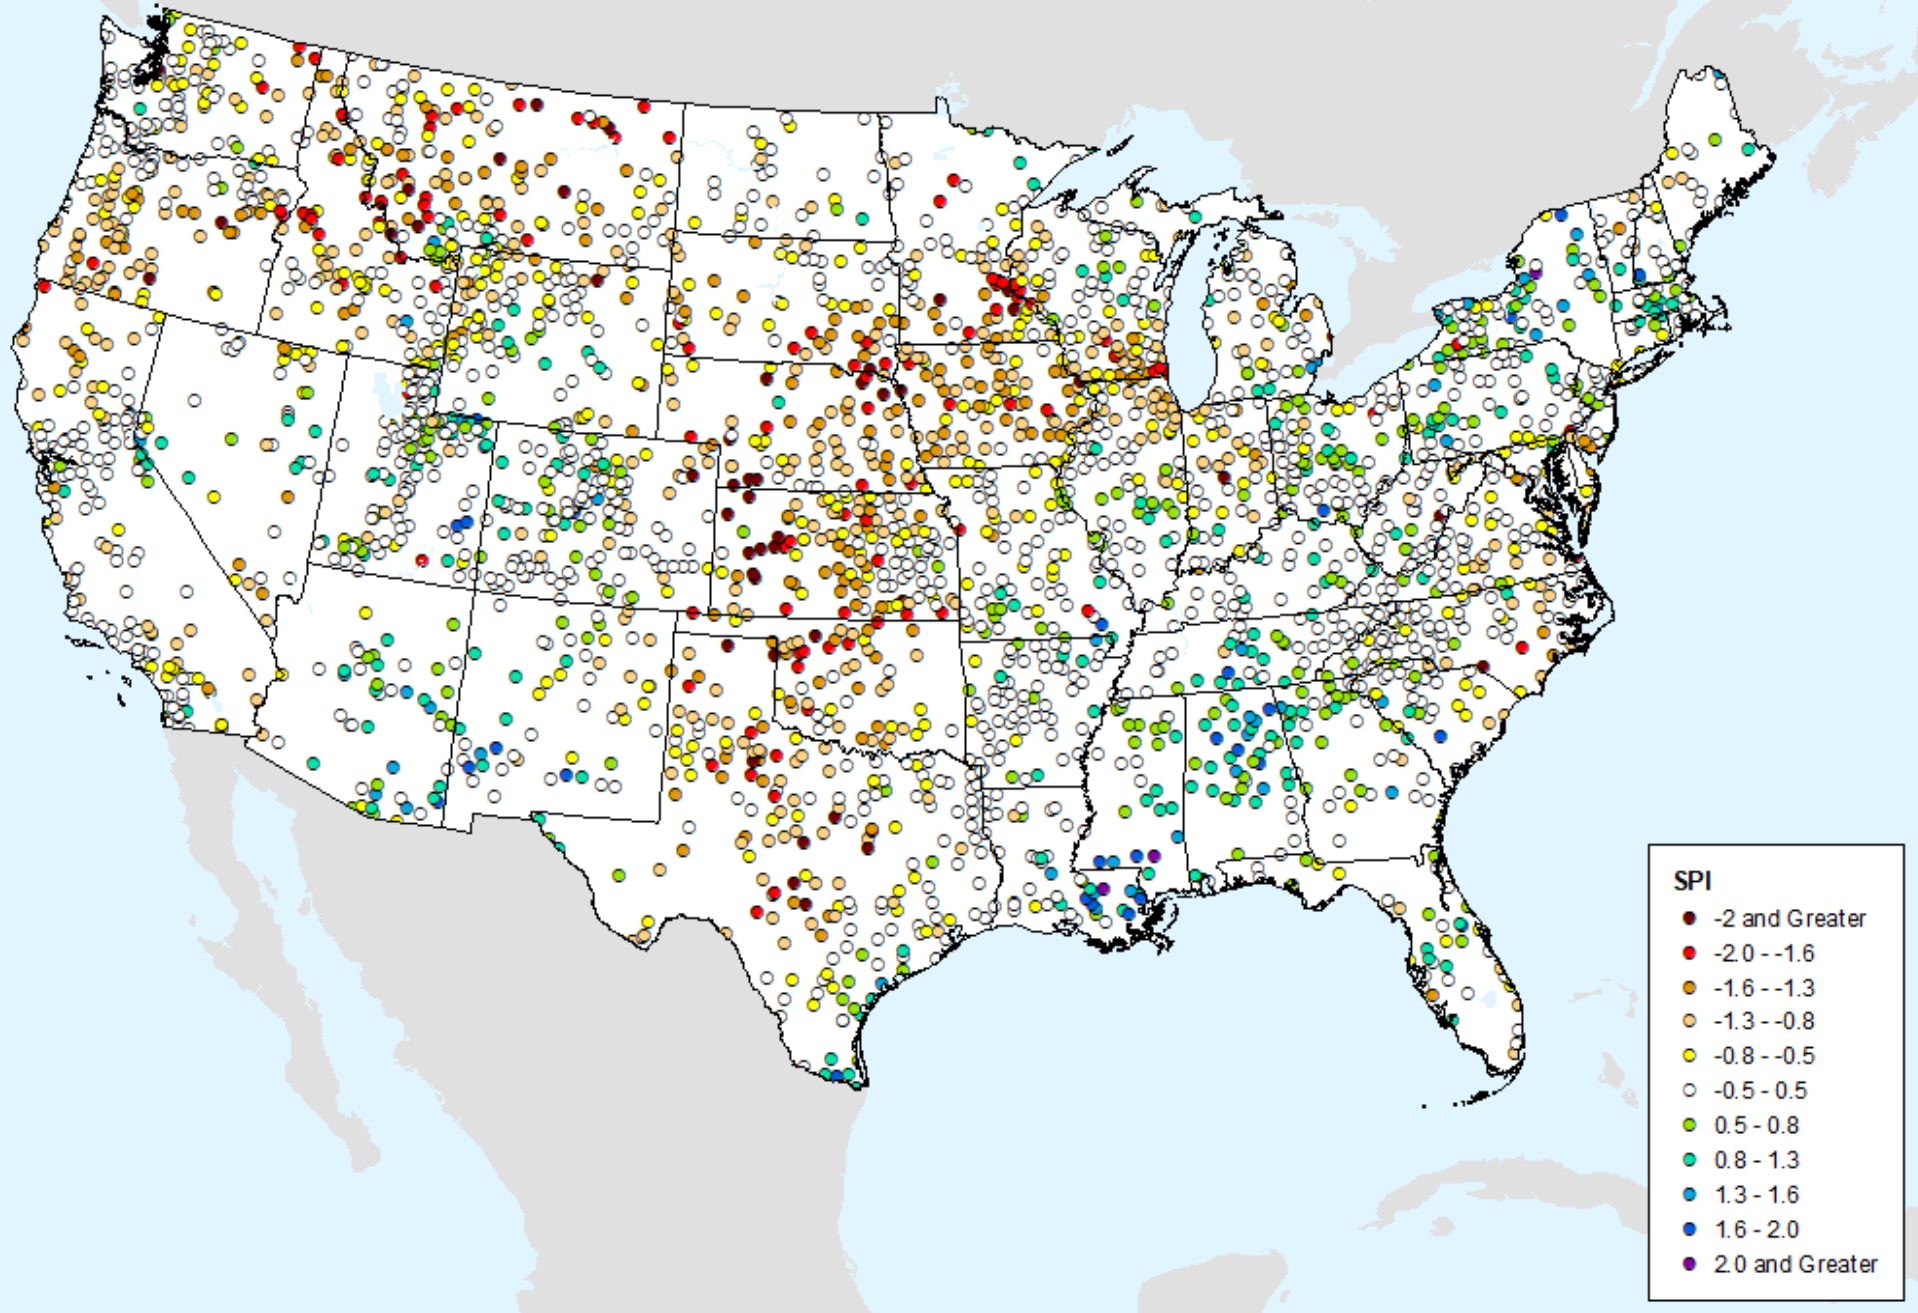 SPI
-2 and Greater
-2.0 - -1.6
-1.6 - -1.3
-1.3 - -0.8
-0.8 - -0.5
-0.5 - 0.5
0.5 - 0.8
0.8 - 1.3
1.3 - 1.6
1.6 - 2.0
2.0 and Greater